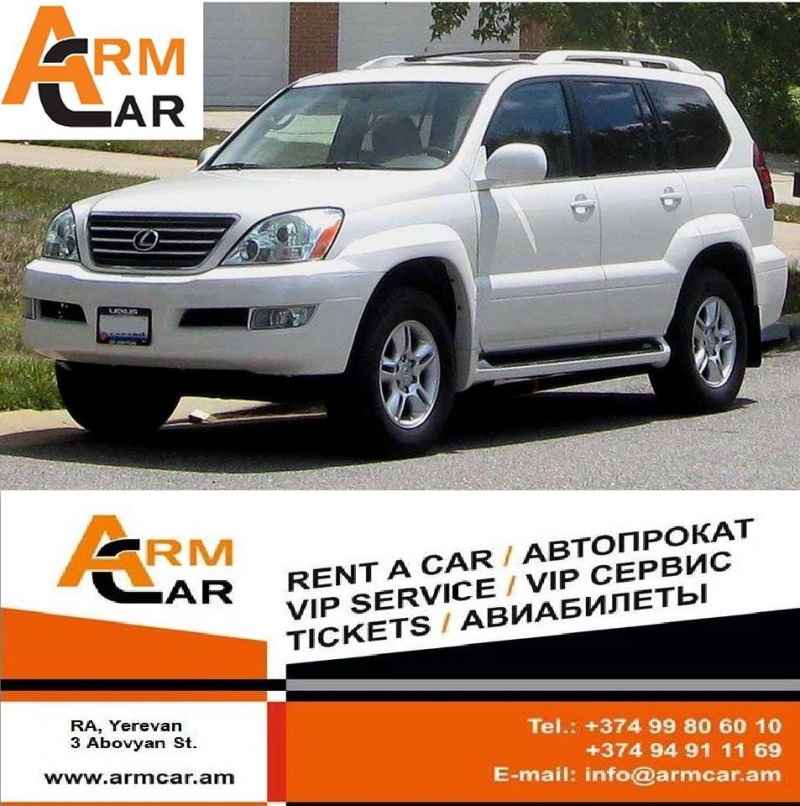 ARM
CAR
LEXUS
ARM
CAR
RENT A CAR / АВТОПРОКАТ
VIP SERVICE / VIP СЕРВИС
TICKETS / АВИАБИЛЕТЫ
RA, Yerevan
3 Abovyan St.
www.armcar.am
Tel.: +374 99 80 60 10
+374 94 91 11 69
E-mail: info@armcar.am